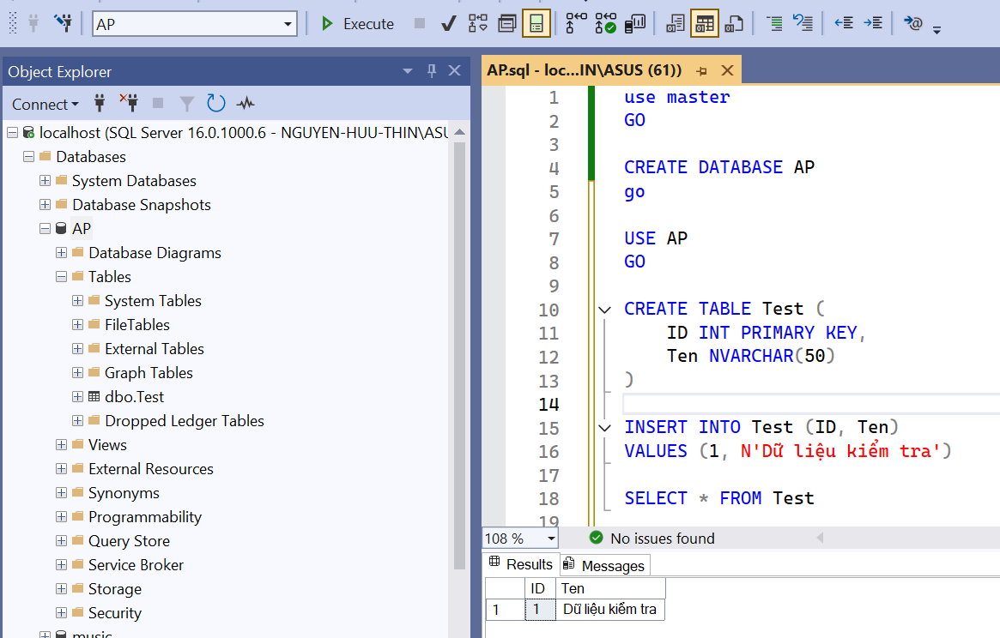 AP
Execute
Object Explorer
Connect
localhost (SQL Server 16.0.1000.6 - NGUYEN-HUU-THIN\ASU
Databases
System Databases
Database Snapshots
AP
Database Diagrams
Tables
System Tables
FileTables
External Tables
Graph Tables
dbo.Test
Dropped Ledger Tables
Views
External Resources
Synonyms
Programmability
Query Store
Service Broker
Storage
Security
music
AP.sql - loc...IN\ASUS (61))
1 use master
2 GO
3
4 CREATE DATABASE AP
5 go
6
7 USE AP
8 GO
9
10 CREATE TABLE Test (
11 ID INT PRIMARY KEY,
12 Ten NVARCHAR(50)
13 )
14
15 INSERT INTO Test (ID, Ten)
16 VALUES (1, N'Dữ liệu kiểm tra')
17
18 SELECT * FROM Test
19
108 %
No issues found
Results Messages
ID Ten
1 1 Dữ liệu kiểm tra